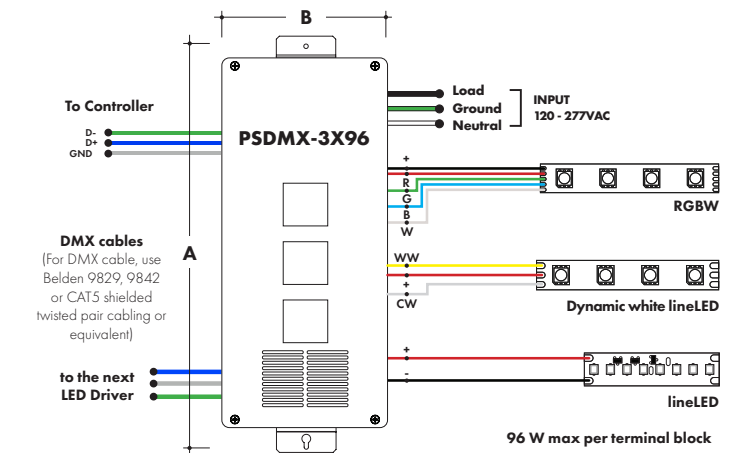 B
To Controller
D-
D+
GND
PSDMX-3X96
Load
Ground
Neutral
INPUT
120 - 277VAC
+
R
G
B
W
RGBW
DMX cables
(For DMX cable, use
Belden 9829, 9842
or CAT5 shielded
twisted pair cabling or
equivalent)
A
WW
+
CW
Dynamic white lineLED
to the next
LED Driver
+
-
lineLED
96 W max per terminal block